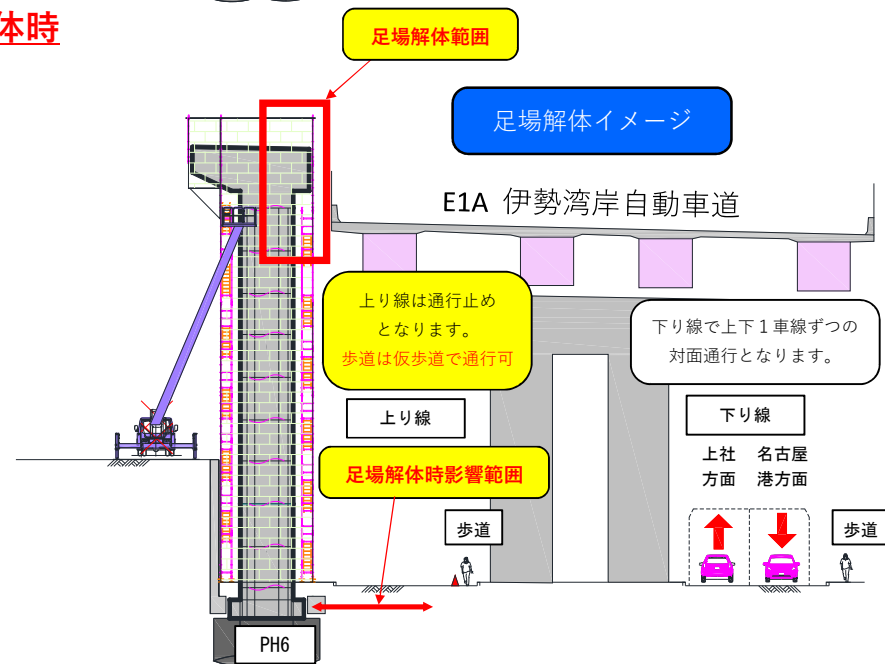 体時
足場解体範囲
足場解体イメージ
E1A 伊勢湾岸自動車道
上り線は通行止め
となります。
歩道は仮歩道で通行可
下り線で上下１車線ずつの
対面通行となります。
上り線
下り線
上社
方面
名古屋
港方面
足場解体時影響範囲
歩道
歩道
PH6